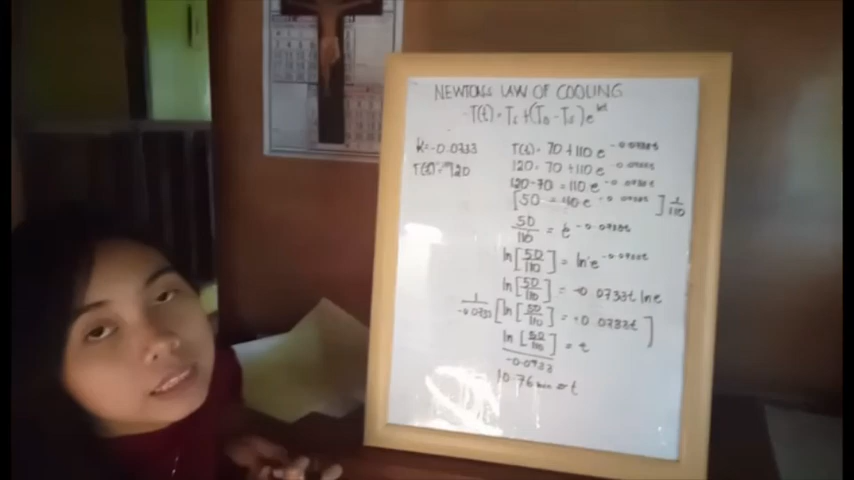 NEWTONS LAW OF COOLING
T(t) = Ts + (T0 - Ts) e^kt
K = -0.0733
T(t) = 120
T(t) = 70 + 110 e^-0.0733t
120 = 70 + 110 e^-0.0733t
120 - 70 = 110 e^-0.0733t
[50 = 110 e^-0.0733t] 1/110
50/110 = e^-0.0733t
ln [50/110] = ln e^-0.0733t
ln [50/110] = -0.0733t ln e
1/-0.0733 [ln [50/110] = -0.0733t]
ln [50/110] / -0.0733 = t
10.76 min = t